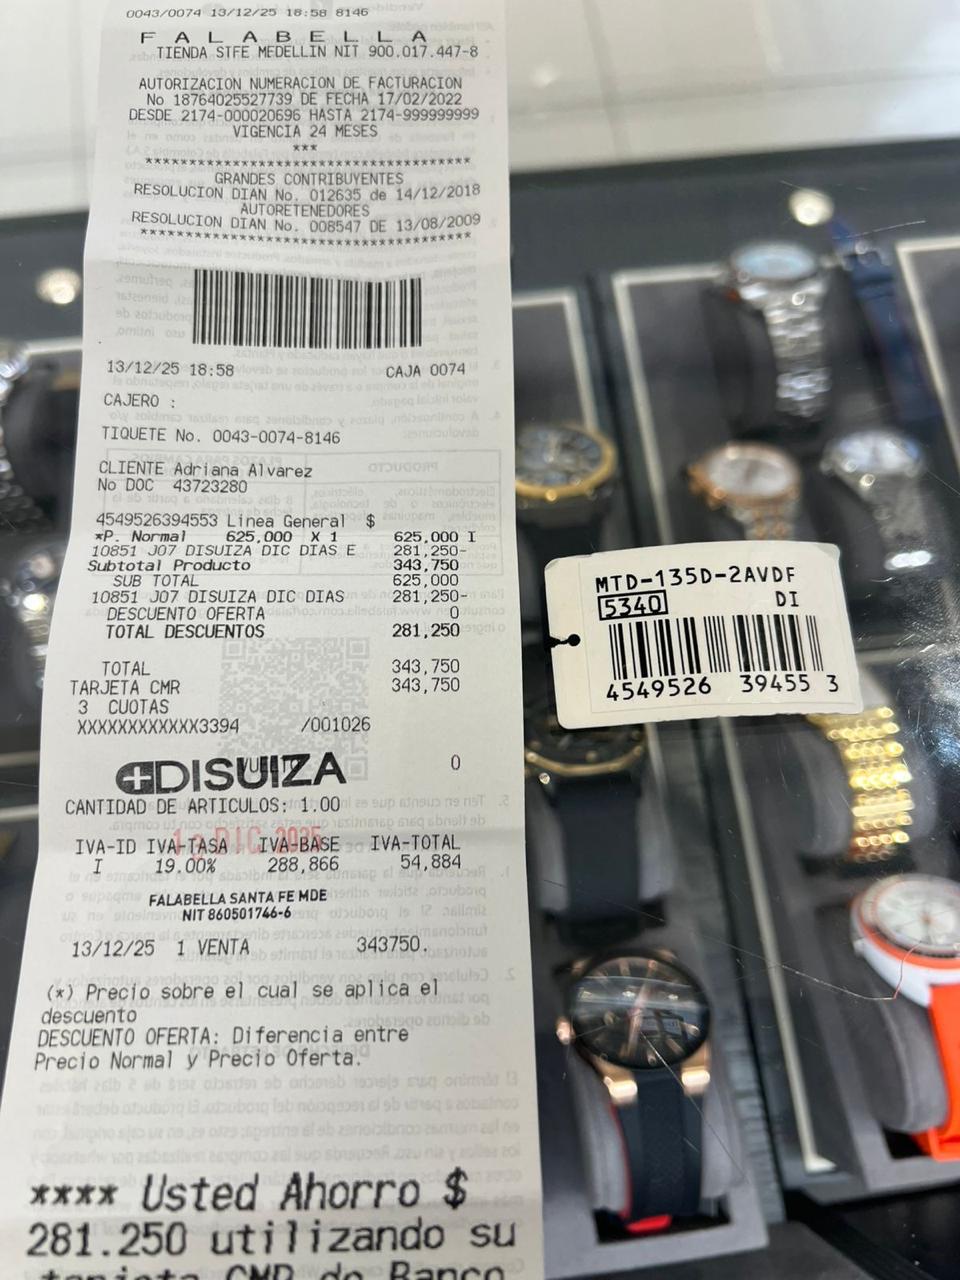 0043/0074 13/12/25 18:58 8146
FALABELLA
TIENDA STFE MEDELLIN NIT 900.017.447-8
AUTORIZACION NUMERACION DE FACTURACION
No 18764025527739 DE FECHA 17/02/2022
DESDE 2174-000020696 HASTA 2174-999999999
VIGENCIA 24 MESES
***
****************************************
GRANDES CONTRIBUYENTES
RESOLUCION DIAN No. 012635 de 14/12/2018
AUTORETENEDORES
RESOLUCION DIAN No. 008547 DE 13/08/2009
****************************************
13/12/25 18:58 CAJA 0074
CAJERO :
TIQUETE No. 0043-0074-8146
CLIENTE Adriana Alvarez
No DOC 43723280
4549526394553 Linea General $
*P. Normal 625,000 X 1 625,000 I
10851 J07 DISUIZA DIC DIAS E 281,250-
Subtotal Producto 343,750
SUB TOTAL 625,000
10851 J07 DISUIZA DIC DIAS 281,250-
DESCUENTO OFERTA 0
TOTAL DESCUENTOS 281,250
TOTAL 343,750
TARJETA CMR 343,750
3 CUOTAS
XXXXXXXXXXXX3394 /001026
DISUIZA 0
CANTIDAD DE ARTICULOS: 1.00
IVA-ID IVA-TASA IVA-BASE IVA-TOTAL
I 19,00% 288,866 54,884
FALABELLA SANTA FE MDE
NIT 860501746-6
13/12/25 1 VENTA 343750.
(*) Precio sobre el cual se aplica el
descuento
DESCUENTO OFERTA: Diferencia entre
Precio Normal y Precio Oferta.
**** Usted Ahorro $
281.250 utilizando su
tarjeta CMR de Banco
MTD-135D-2AVDF
5340 DI
4549526 39455 3